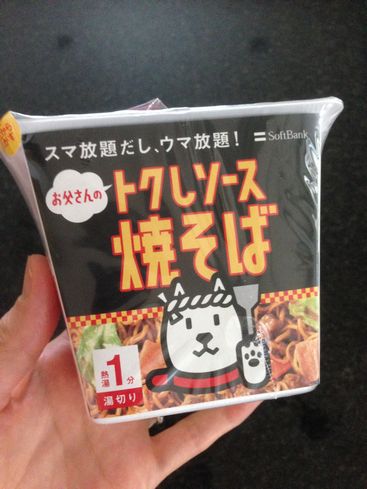 スマ放題だし、ウマ放題!
SoftBank
お父さんの
トクしソース
焼そば
熱湯1分
湯切り